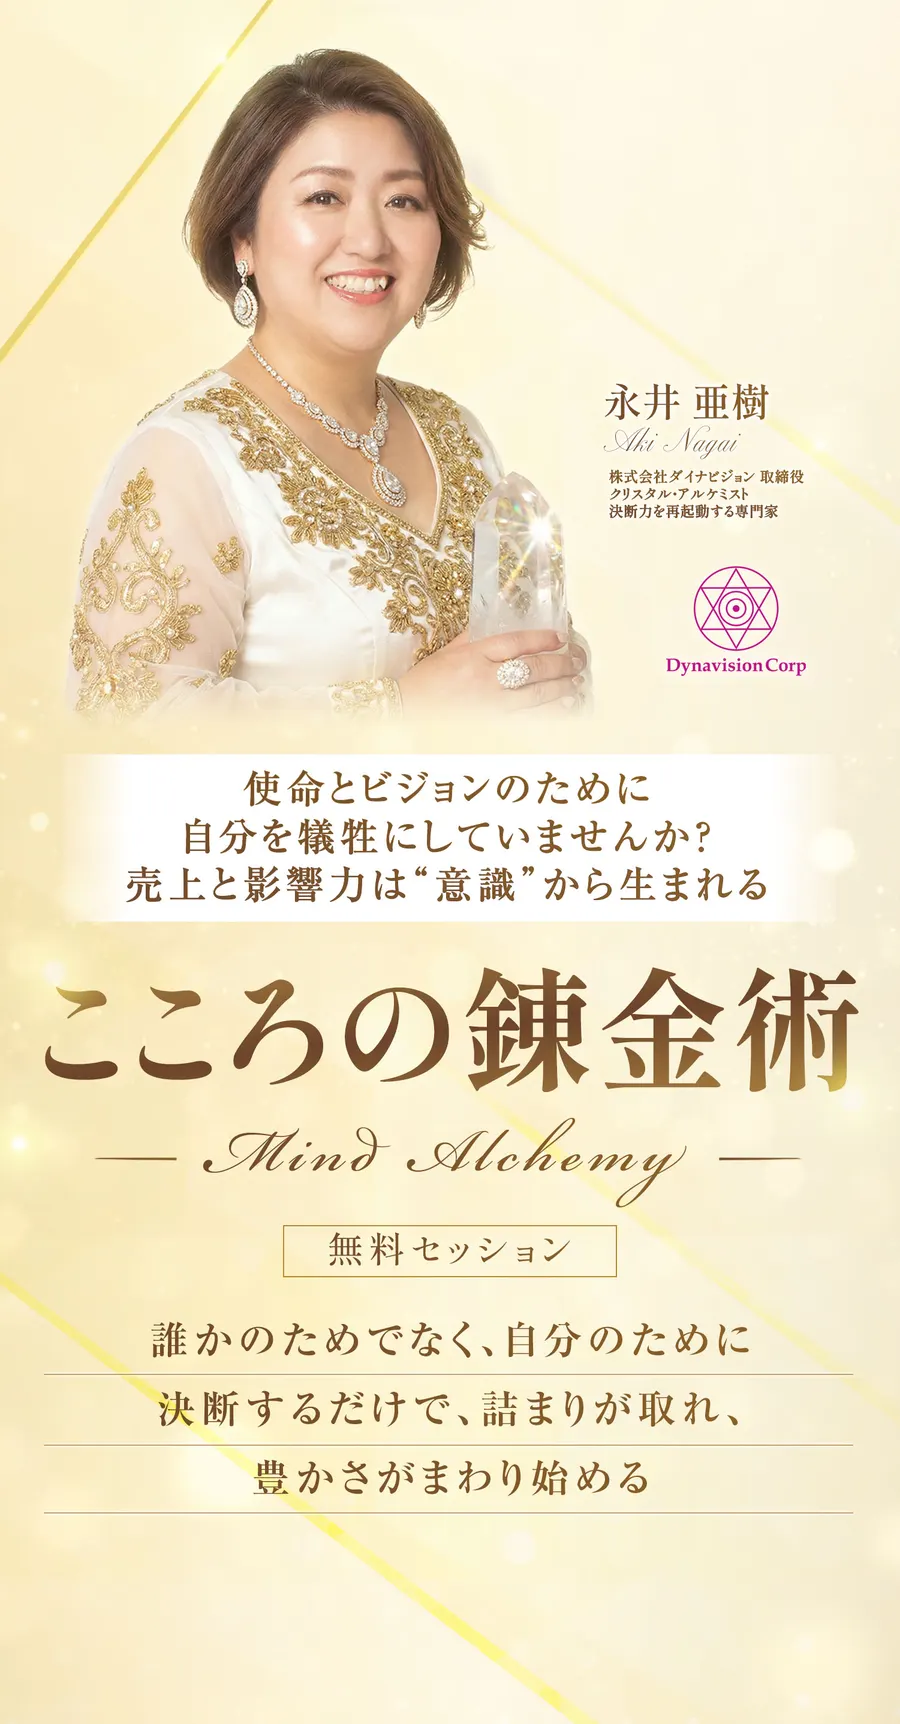 永井 亜樹
Aki Nagai
株式会社ダイナビジョン 取締役
クリスタル・アルケミスト
決断力を再起動する専門家
Dynavision Corp
使命とビジョンのために
自分を犠牲にしていませんか?
売上と影響力は“意識”から生まれる
こころの錬金術
Mind Alchemy
無料セッション
誰かのためでなく、自分のために
決断するだけで、詰まりが取れ、
豊かさがまわり始める